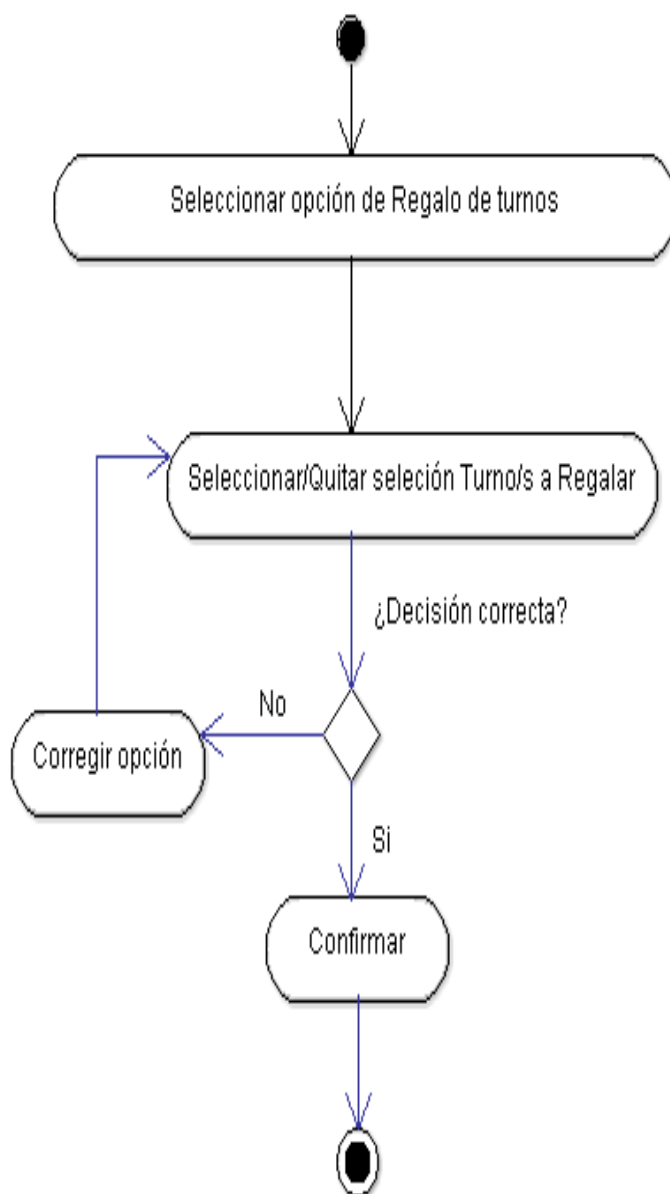 Seleccionar opción de Regalo de turnos
Seleccionar/Quitar seleción Turno/s a Regalar
¿Decisión correcta?
No
Corregir opción
Si
Confirmar